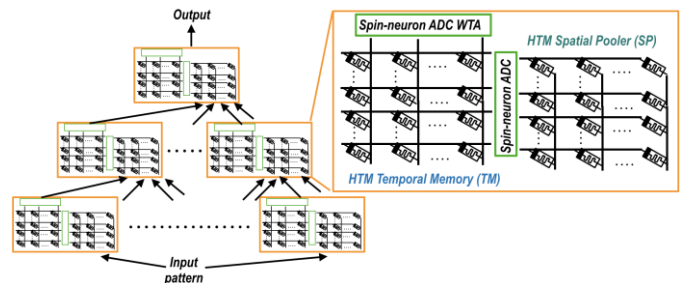 Output
Spin-neuron ADC WTA
HTM Spatial Pooler (SP)
Spin-neuron ADC
HTM Temporal Memory (TM)
Input
pattern